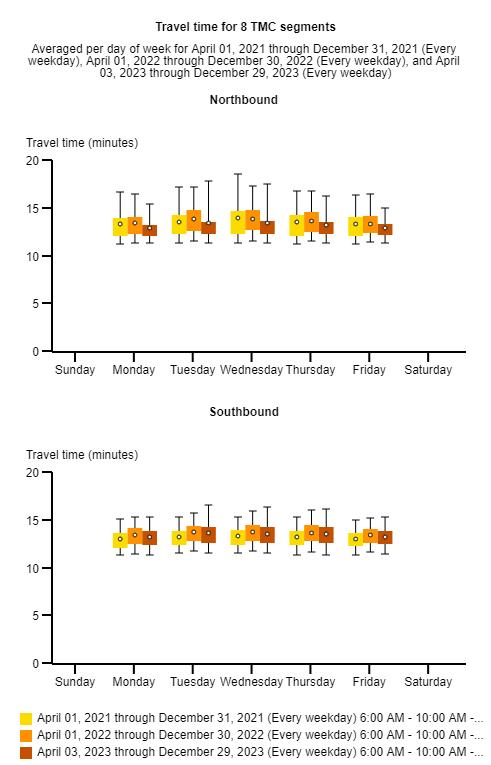 Travel time for 8 TMC segments
Averaged per day of week for April 01, 2021 through December 31, 2021 (Every
weekday), April 01, 2022 through December 30, 2022 (Every weekday), and April
03, 2023 through December 29, 2023 (Every weekday)
Northbound
Travel time (minutes)
20
15
10
5
0
Sunday Monday Tuesday Wednesday Thursday Friday Saturday
Southbound
Travel time (minutes)
20
15
10
5
0
Sunday Monday Tuesday Wednesday Thursday Friday Saturday
April 01, 2021 through December 31, 2021 (Every weekday) 6:00 AM - 10:00 AM -...
April 01, 2022 through December 30, 2022 (Every weekday) 6:00 AM - 10:00 AM -...
April 03, 2023 through December 29, 2023 (Every weekday) 6:00 AM - 10:00 AM -...